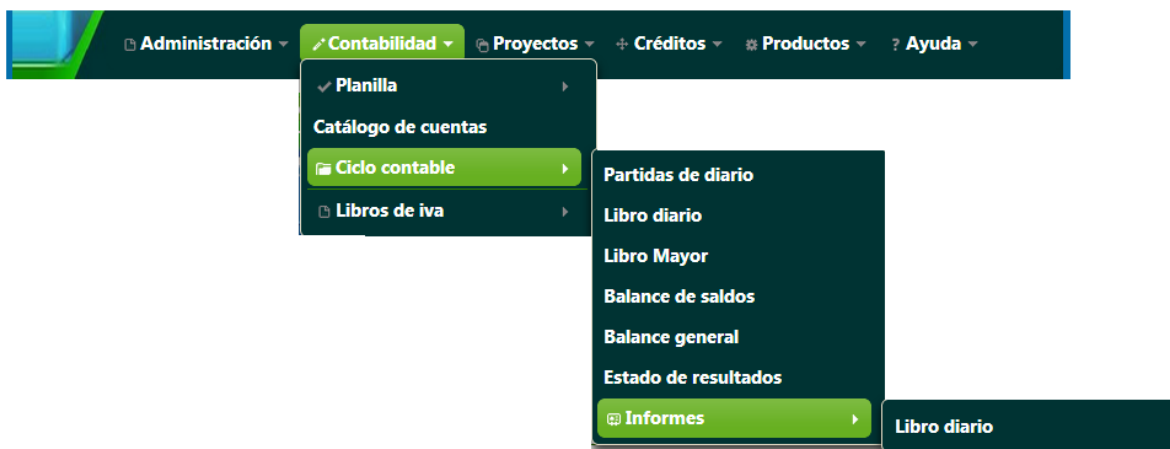 Administración Contabilidad Proyectos Créditos Productos ? Ayuda
Planilla
Catálogo de cuentas
Ciclo contable
Libros de iva
Partidas de diario
Libro diario
Libro Mayor
Balance de saldos
Balance general
Estado de resultados
Informes
Libro diario